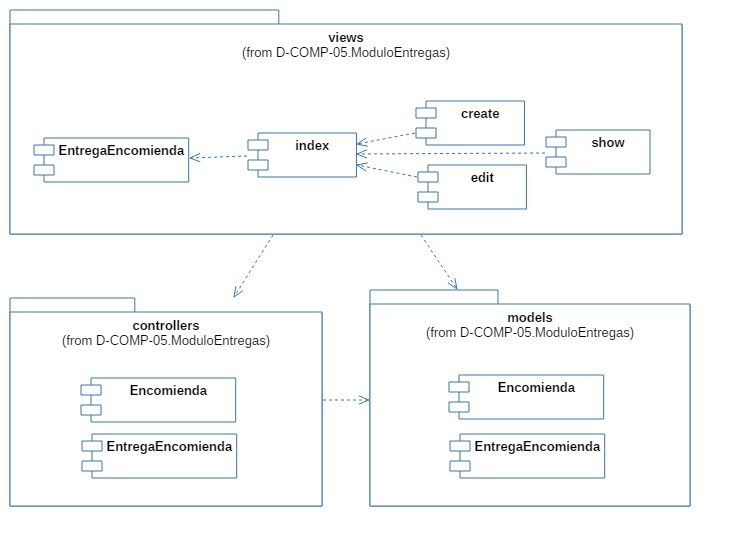 views
(from D-COMP-05.ModuloEntregas)
create
EntregaEncomienda
index
show
edit
controllers
(from D-COMP-05.ModuloEntregas)
Encomienda
EntregaEncomienda
models
(from D-COMP-05.ModuloEntregas)
Encomienda
EntregaEncomienda